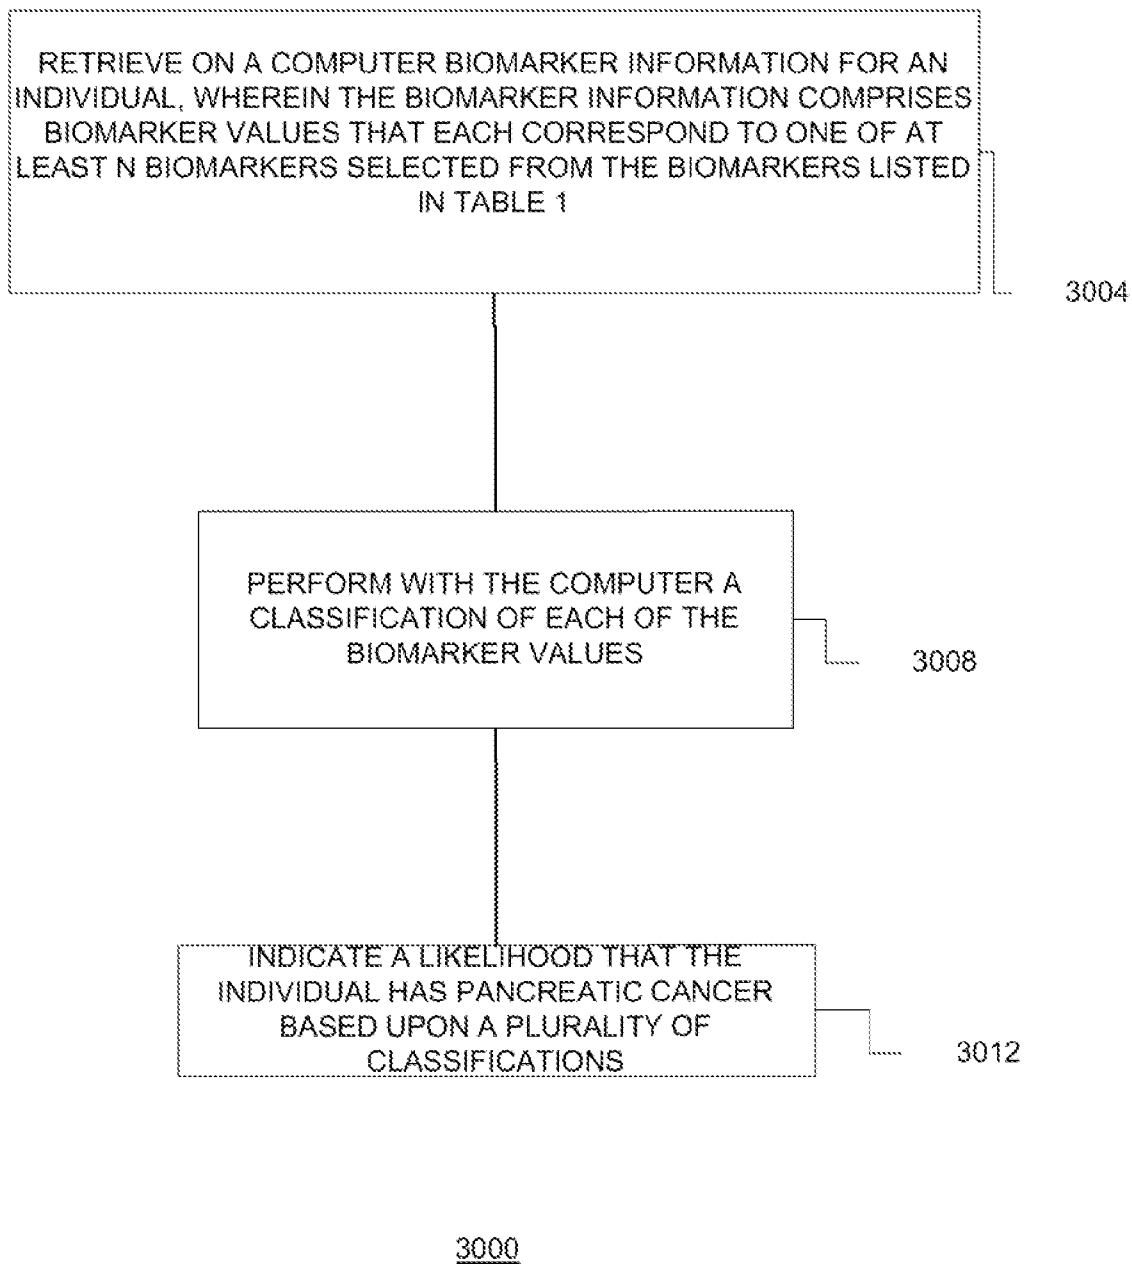 RETRIEVE ON A COMPUTER BIOMARKER INFORMATION FOR AN
INDIVIDUAL, WHEREIN THE BIOMARKER INFORMATION COMPRISES
BIOMARKER VALUES THAT EACH CORRESPOND TO ONE OF AT
LEAST N BIOMARKERS SELECTED FROM THE BIOMARKERS LISTED
IN TABLE 1
3004
PERFORM WITH THE COMPUTER A
CLASSIFICATION OF EACH OF THE
BIOMARKER VALUES
3008
INDICATE A LIKELIHOOD THAT THE
INDIVIDUAL HAS PANCREATIC CANCER
BASED UPON A PLURALITY OF
CLASSIFICATIONS
3012
3000